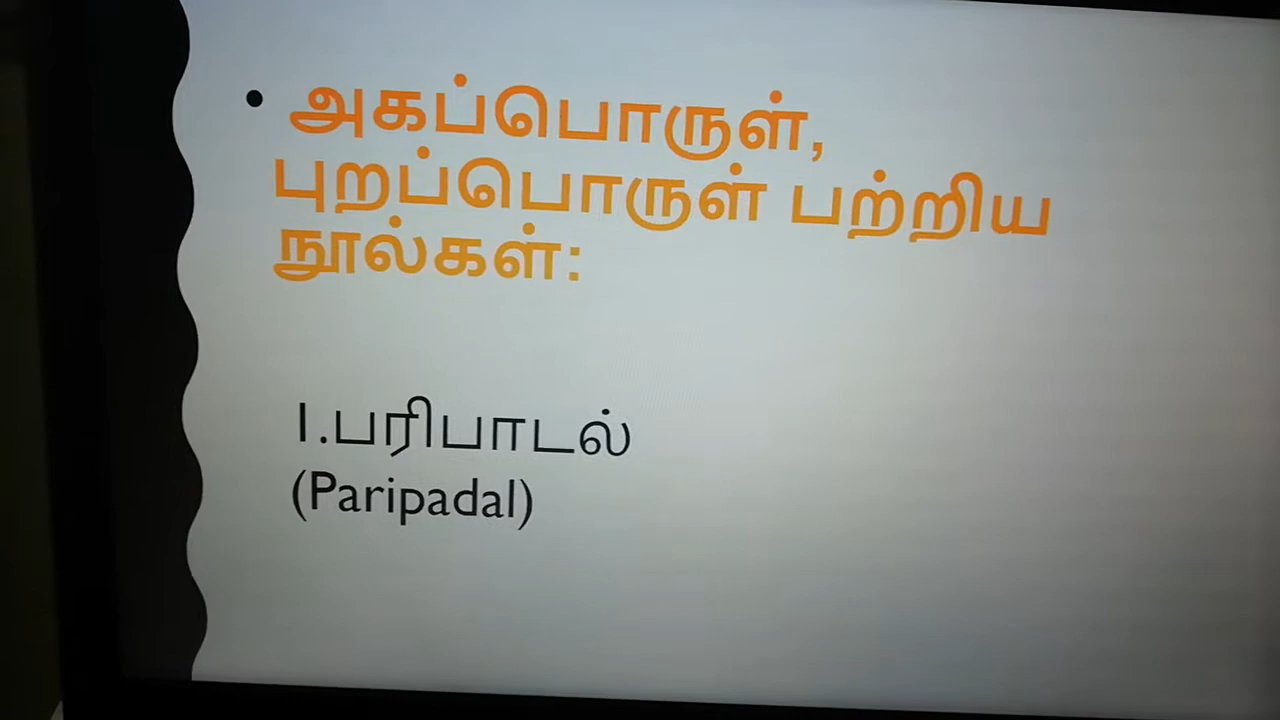 • அகப்பொருள்,
புறப்பொருள் பற்றிய
நூல்கள்:
1.பரிபாடல்
(Paripadal)